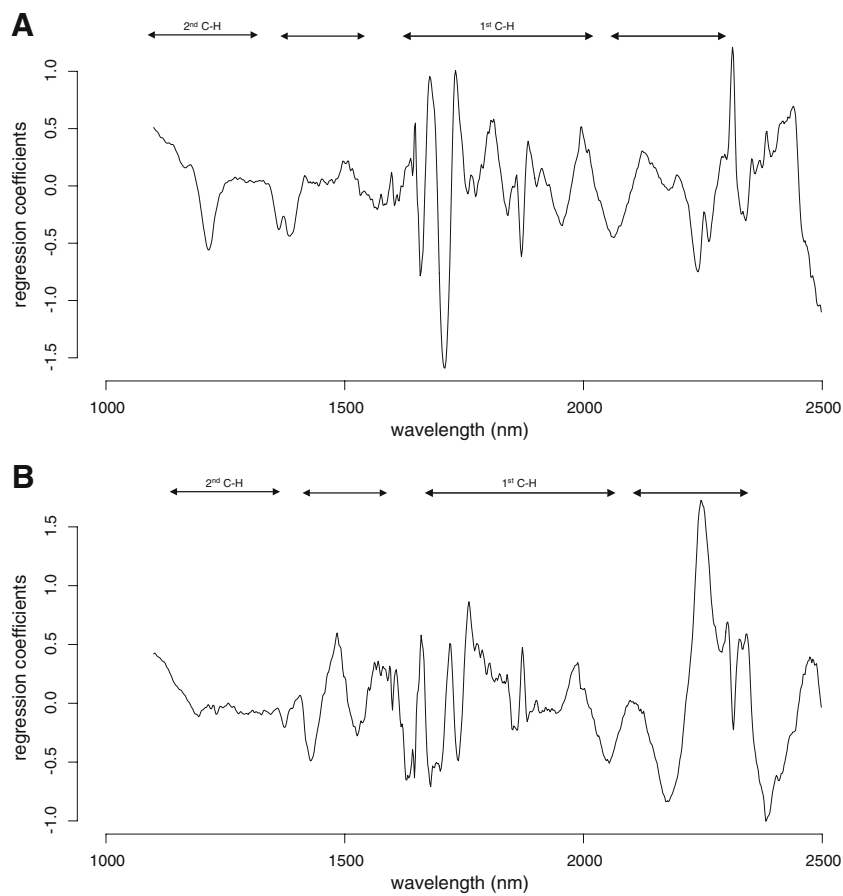 A
2nd C-H
1st C-H
1.0
0.5
0.0
-0.5
-1.0
-1.5
regression coefficients
1000
1500
2000
2500
wavelength (nm)
B
2nd C-H
1st C-H
1.5
1.0
0.5
0.0
-0.5
-1.0
regression coefficients
1000
1500
2000
2500
wavelength (nm)